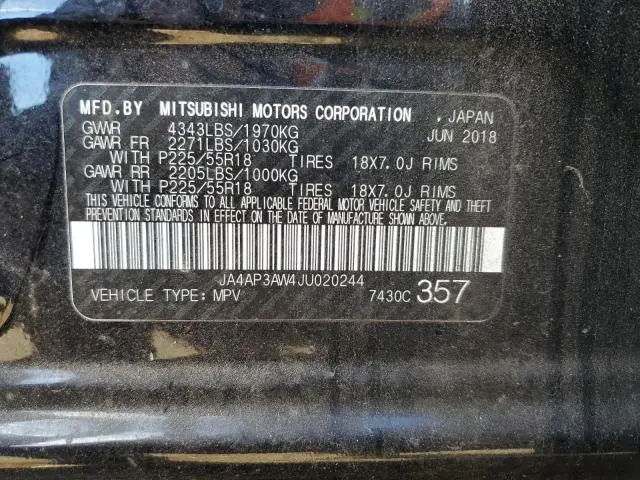 MFD.BY MITSUBISHI MOTORS CORPORATION , JAPAN
GVWR 4343LBS/1970KG JUN 2018
GAWR FR 2271LBS/1030KG
WITH P225/55R18 TIRES 18X7.0J RIMS
GAWR RR 2205LBS/1000KG
WITH P225/55R18 TIRES 18X7.0J RIMS
THIS VEHICLE CONFORMS TO ALL APPLICABLE FEDERAL MOTOR VEHICLE SAFETY AND THEFT
PREVENTION STANDARDS IN EFFECT ON THE DATE OF MANUFACTURE SHOWN ABOVE.
JA4AP3AW4JU020244
VEHICLE TYPE: MPV 7430C 357